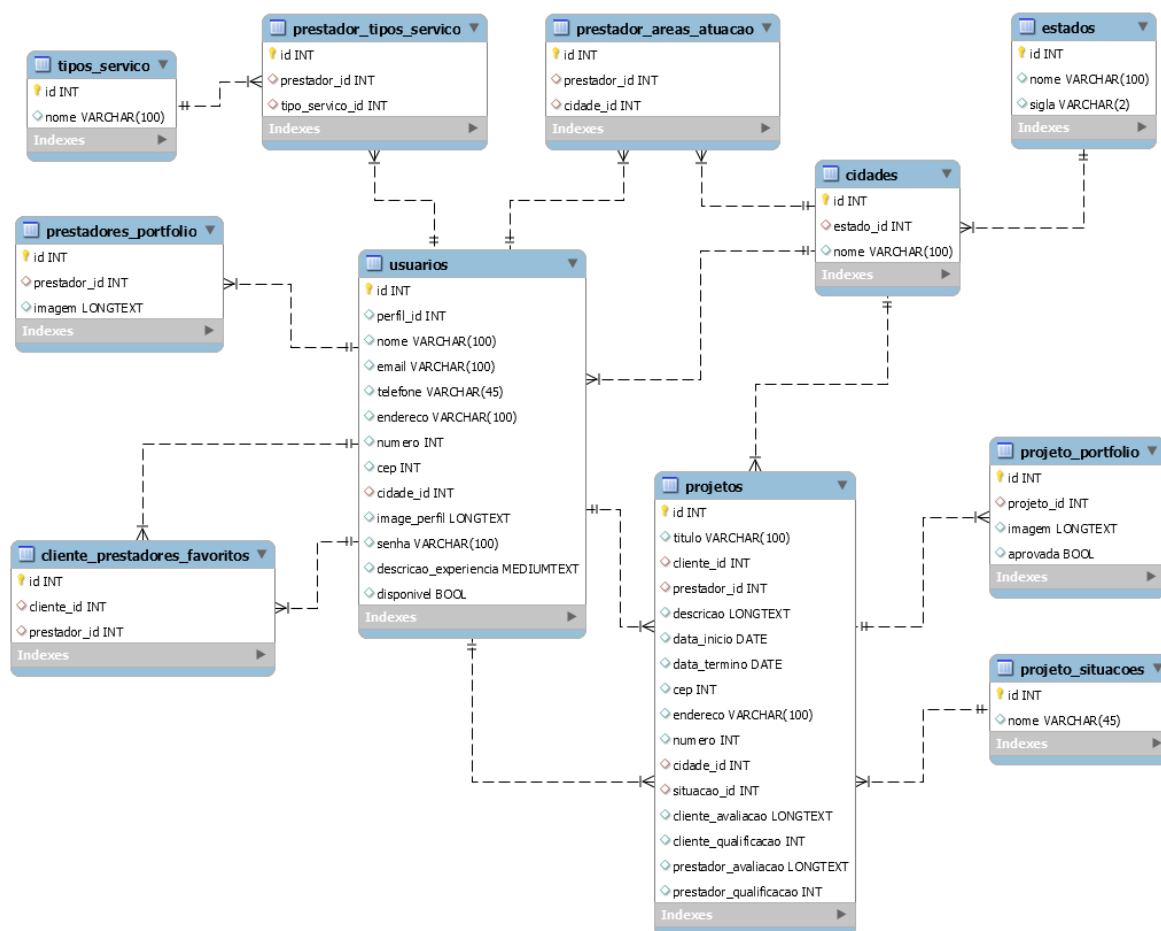 tipos_servico
id INT
nome VARCHAR(100)
Indexes
prestador_tipos_servico
id INT
prestador_id INT
tipo_servico_id INT
Indexes
prestador_areas_atuacao
id INT
prestador_id INT
cidade_id INT
Indexes
estados
id INT
nome VARCHAR(100)
sigla VARCHAR(2)
Indexes
cidades
id INT
estado_id INT
nome VARCHAR(100)
Indexes
prestadores_portfolio
id INT
prestador_id INT
imagem LONGTEXT
Indexes
usuarios
id INT
perfil_id INT
nome VARCHAR(100)
email VARCHAR(100)
telefone VARCHAR(45)
endereco VARCHAR(100)
numero INT
cep INT
cidade_id INT
image_perfil LONGTEXT
senha VARCHAR(100)
descricao_experiencia MEDIUMTEXT
disponivel BOOL
Indexes
cliente_prestadores_favoritos
id INT
cliente_id INT
prestador_id INT
Indexes
projetos
id INT
titulo VARCHAR(100)
cliente_id INT
prestador_id INT
descricao LONGTEXT
data_inicio DATE
data_termino DATE
cep INT
endereco VARCHAR(100)
numero INT
cidade_id INT
situacao_id INT
cliente_avaliacao LONGTEXT
cliente_qualificacao INT
prestador_avaliacao LONGTEXT
prestador_qualificacao INT
Indexes
projeto_portfolio
id INT
projeto_id INT
imagem LONGTEXT
aprovada BOOL
Indexes
projeto_situacoes
id INT
nome VARCHAR(45)
Indexes